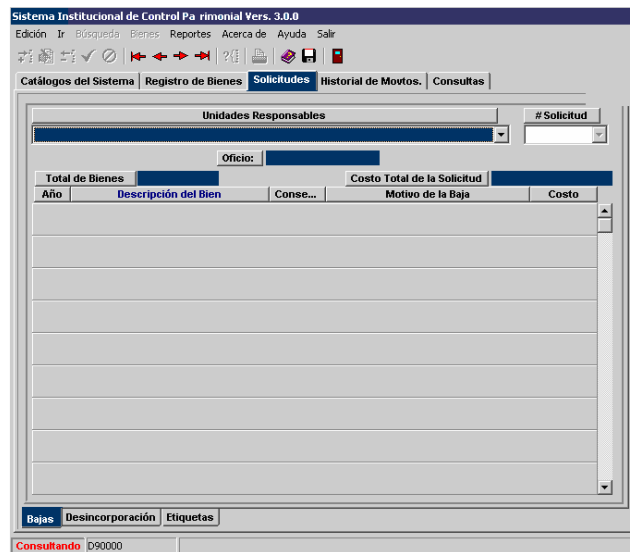 Sistema Institucional de Control Pa rimonial Vers. 3.0.0
Edición Ir Búsqueda Bienes Reportes Acerca de Ayuda Salir
Catálogos del Sistema Registro de Bienes Solicitudes Historial de Movtos. Consultas
Unidades Responsables # Solicitud
Oficio:
Total de Bienes Costo Total de la Solicitud
Año Descripción del Bien Conse... Motivo de la Baja Costo
Bajas Desincorporación Etiquetas
Consultando D90000